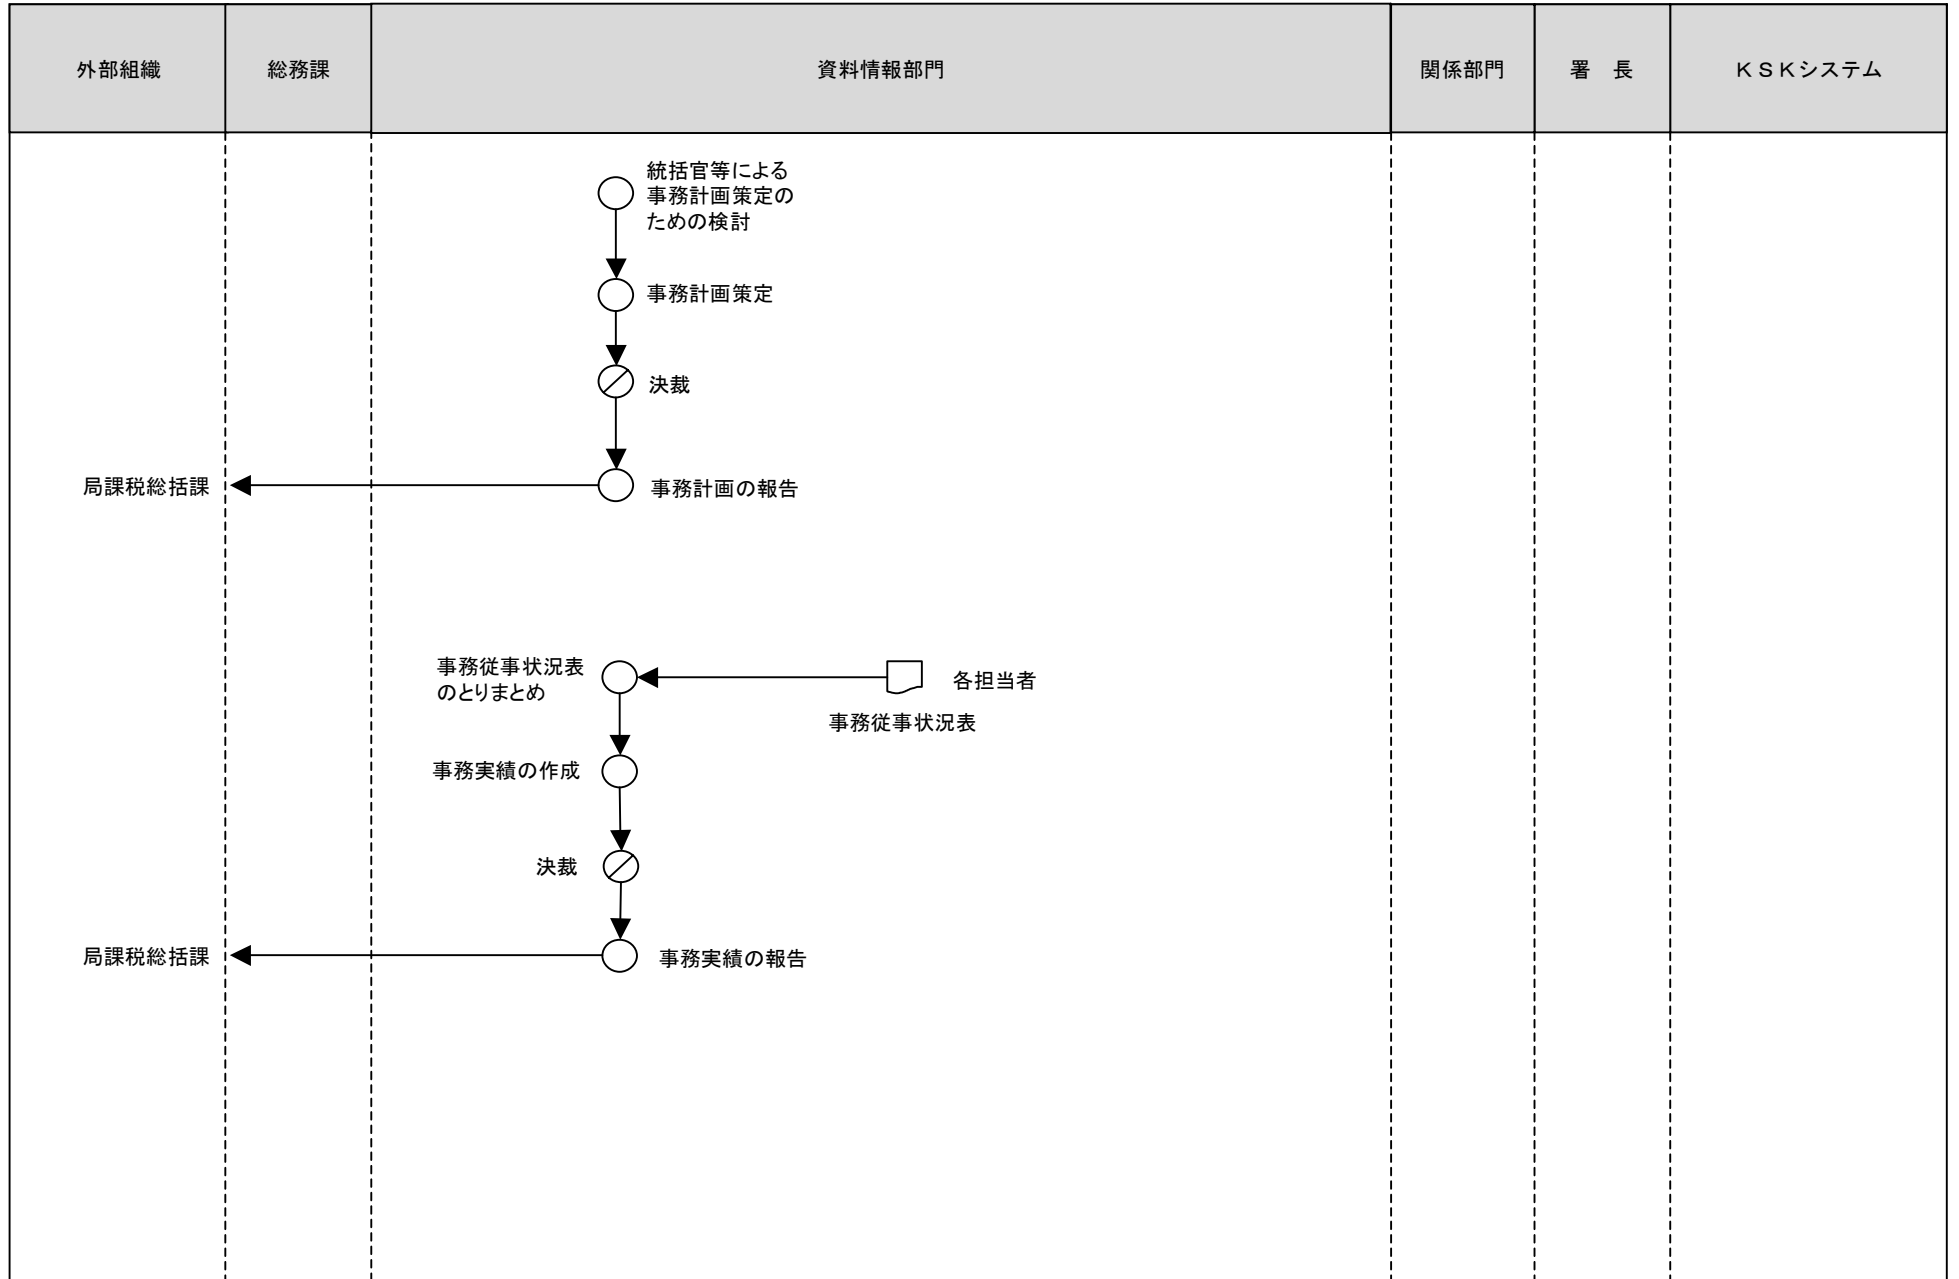 外部組織
総務課
資料情報部門
関係部門
署　長
ＫＳＫシステム
統括官等による
事務計画策定の
ための検討
事務計画策定
決裁
局課税総括課
事務計画の報告
事務従事状況表
のとりまとめ
各担当者
事務従事状況表
事務実績の作成
決裁
局課税総括課
事務実績の報告